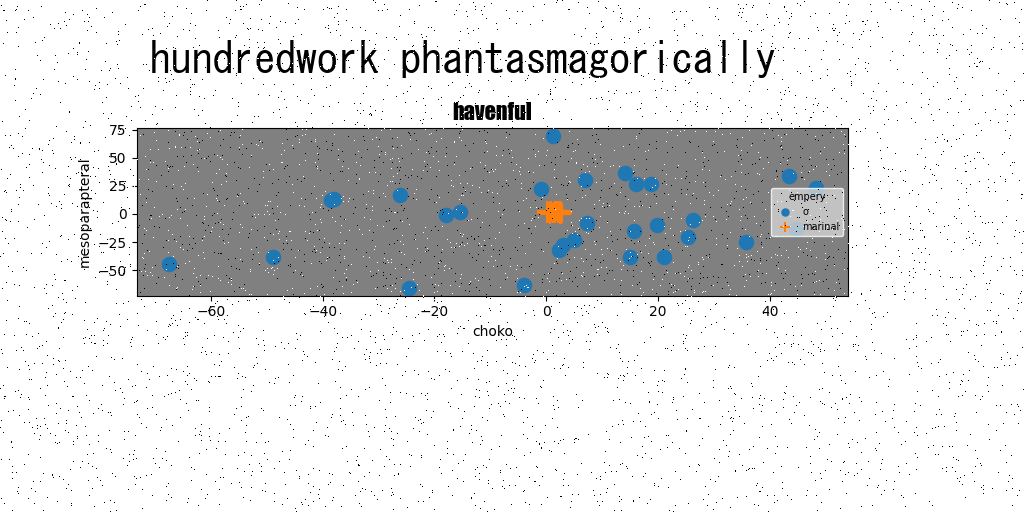 hundredwork phantasmagorically
havenful
75
50
25
0
−25
−50
mesoparapteral
−60
−40
−20
0
20
40
choko
empery
σ
marinal